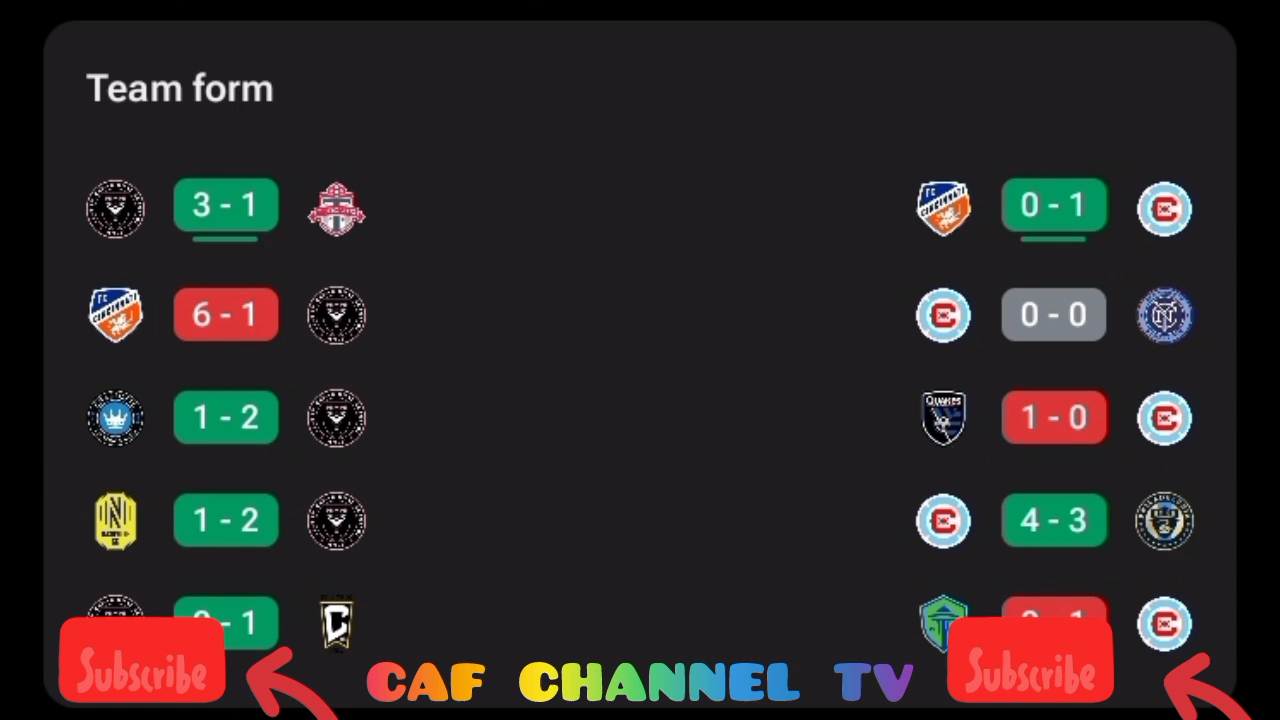 Team form
3 - 1
0 - 1
6 - 1
0 - 0
1 - 2
1 - 0
1 - 2
4 - 3
- 1
Subscribe
CAF CHANNEL TV
Subscribe